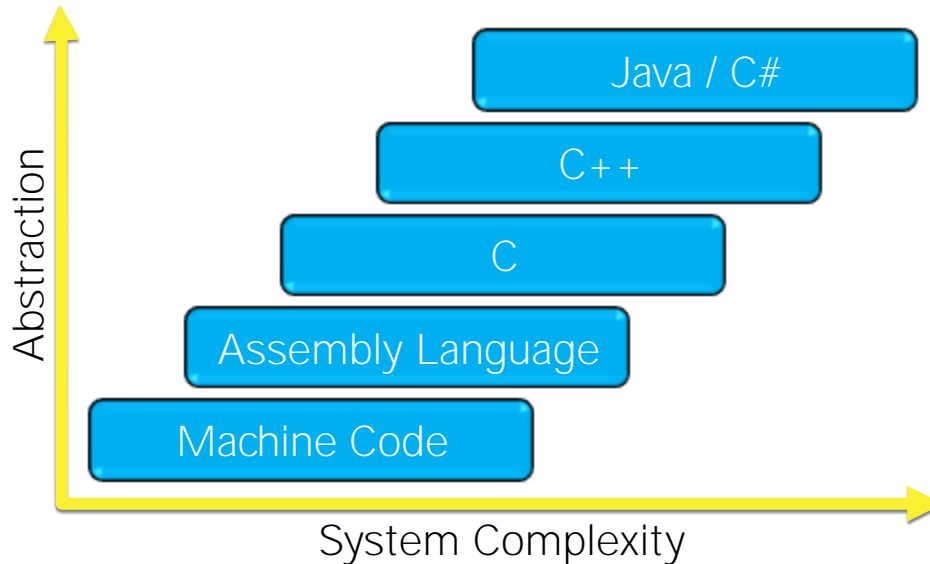 Java / C#
C++
C
Assembly Language
Machine Code
Abstraction
System Complexity